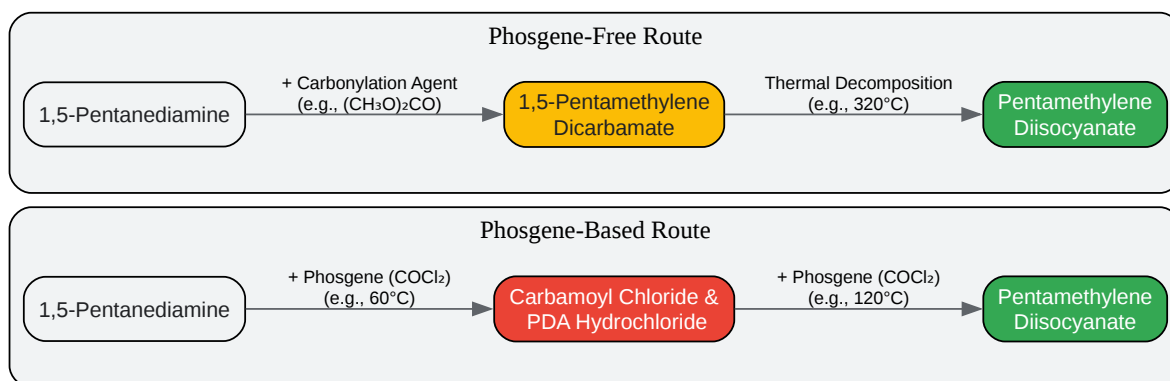 Phosgene-Free Route
1,5-Pentanediamine
+ Carbonylation Agent
(e.g., (CH₃O)₂CO)
1,5-Pentamethylene
Dicarbamate
Thermal Decomposition
(e.g., 320°C)
Pentamethylene
Diisocyanate
Phosgene-Based Route
1,5-Pentanediamine
+ Phosgene (COCl₂)
(e.g., 60°C)
Carbamoyl Chloride &
PDA Hydrochloride
+ Phosgene (COCl₂)
(e.g., 120°C)
Pentamethylene
Diisocyanate